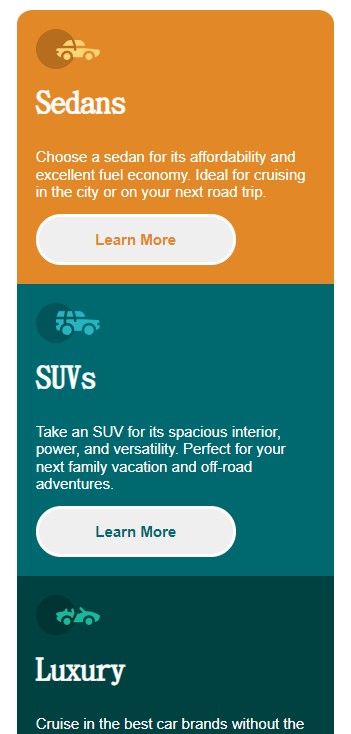 Sedans
Choose a sedan for its affordability and
excellent fuel economy. Ideal for cruising
in the city or on your next road trip.
Learn More
SUVs
Take an SUV for its spacious interior,
power, and versatility. Perfect for your
next family vacation and off-road
adventures.
Learn More
Luxury
Cruise in the best car brands without the